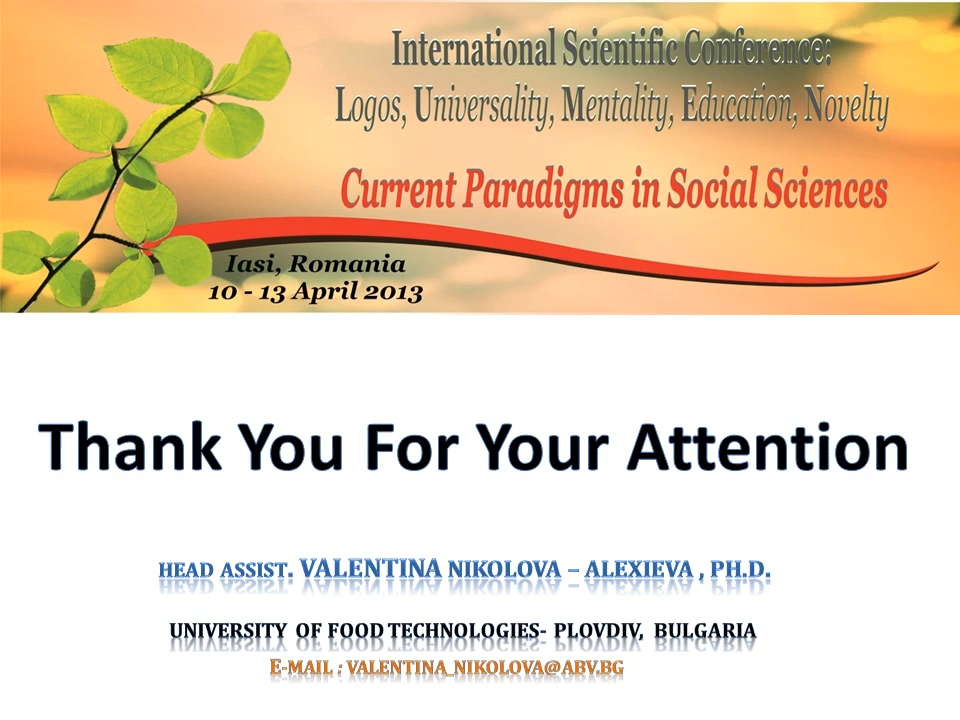 International Scientific Conference:
Logos, Universality, Mentality, Education, Novelty
Current Paradigms in Social Sciences
Iasi, Romania
10 - 13 April 2013
Thank You For Your Attention
HEAD ASSIST. VALENTINA NIKOLOVA – ALEXIEVA , PH.D.
UNIVERSITY OF FOOD TECHNOLOGIES- PLOVDIV, BULGARIA
E-MAIL : VALENTINA_NIKOLOVA@ABV.BG